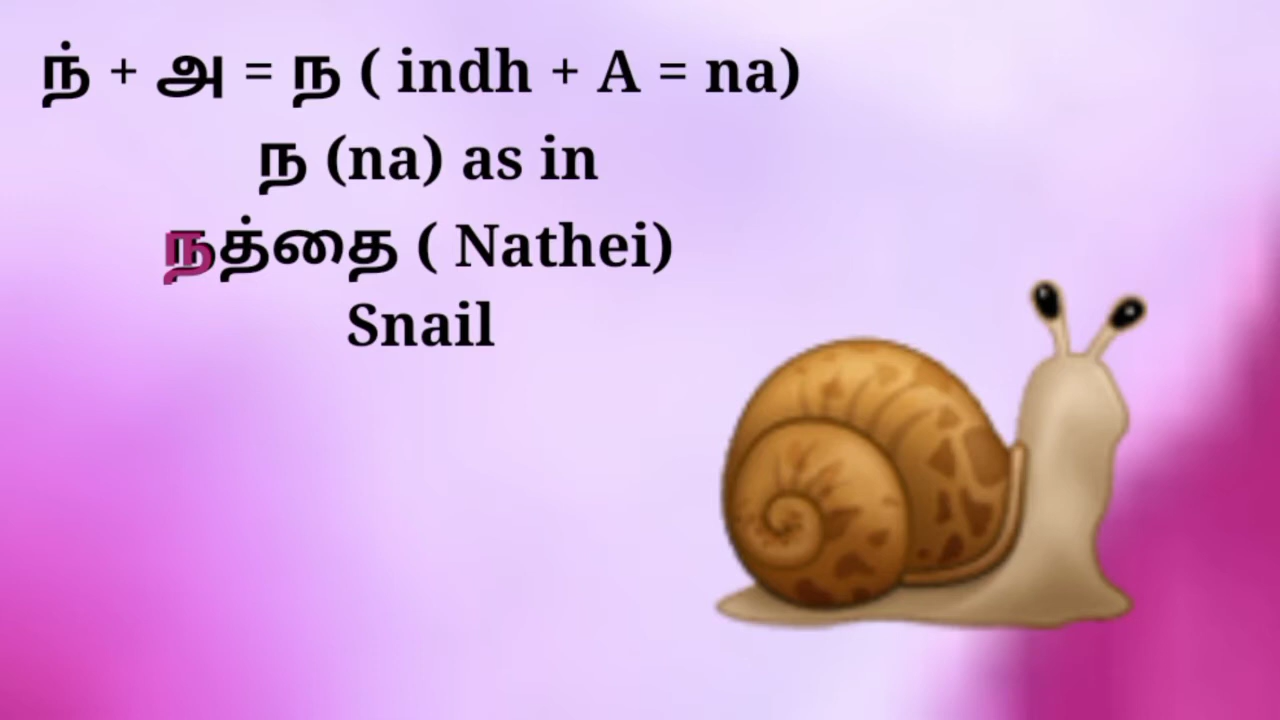 ந் + அ = ந ( indh + A = na)
ந (na) as in
நத்தை ( Nathei)
Snail